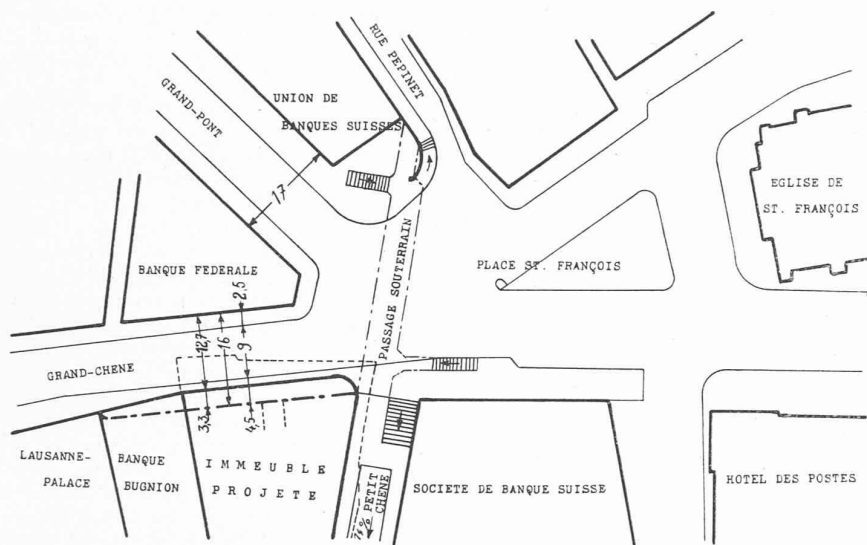 RUE PEPINET
GRAND-PONT
UNION DE
BANQUES SUISSES
17
EGLISE DE
ST. FRANÇOIS
BANQUE FEDERALE
PLACE ST. FRANÇOIS
PASSAGE SOUTERRAIN
2,5
12,7
16
9
GRAND-CHENE
3,3
4,5
LAUSANNE-
PALACE
BANQUE
BUGNION
IMMEUBLE
PROJETE
PETIT
CHENE
SOCIETE DE BANQUE SUISSE
HOTEL DES POSTES